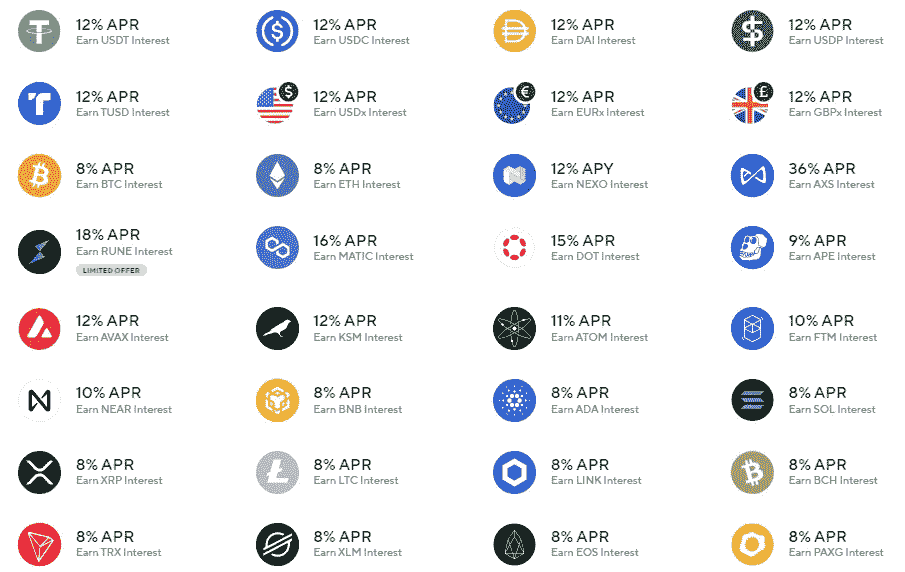 12% APR
Earn USDT Interest
12% APR
Earn USDC Interest
12% APR
Earn DAI Interest
12% APR
Earn USDP Interest
12% APR
Earn TUSD Interest
12% APR
Earn USDx Interest
12% APR
Earn EURx Interest
12% APR
Earn GBPx Interest
8% APR
Earn BTC Interest
8% APR
Earn ETH Interest
12% APY
Earn NEXO Interest
36% APR
Earn AXS Interest
18% APR
Earn RUNE Interest
LIMITED OFFER
16% APR
Earn MATIC Interest
15% APR
Earn DOT Interest
9% APR
Earn APE Interest
12% APR
Earn AVAX Interest
12% APR
Earn KSM Interest
11% APR
Earn ATOM Interest
10% APR
Earn FTM Interest
10% APR
Earn NEAR Interest
8% APR
Earn BNB Interest
8% APR
Earn ADA Interest
8% APR
Earn SOL Interest
8% APR
Earn XRP Interest
8% APR
Earn LTC Interest
8% APR
Earn LINK Interest
8% APR
Earn BCH Interest
8% APR
Earn TRX Interest
8% APR
Earn XLM Interest
8% APR
Earn EOS Interest
8% APR
Earn PAXG Interest